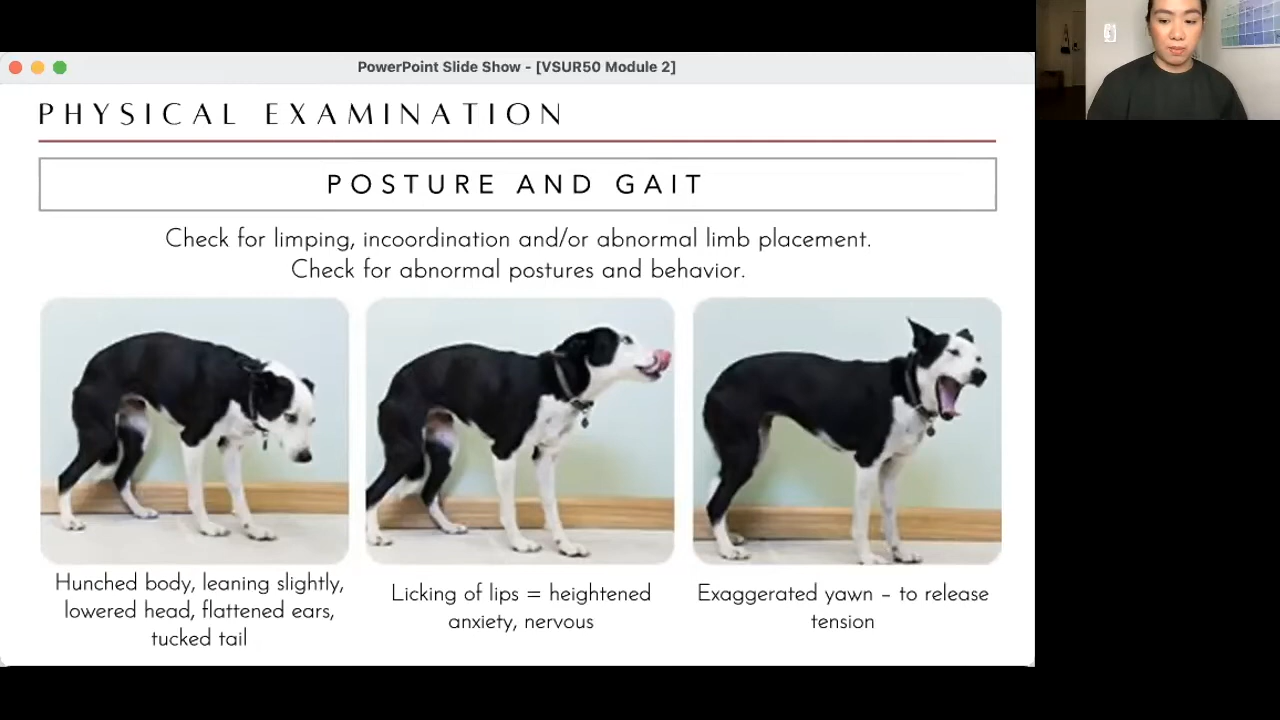 PowerPoint Slide Show - [VSUR50 Module 2]
PHYSICAL EXAMINATION
POSTURE AND GAIT
Check for limping, incoordination and/or abnormal limb placement.
Check for abnormal postures and behavior.
Hunched body, leaning slightly,
lowered head, flattened ears,
tucked tail
Licking of lips = heightened
anxiety, nervous
Exaggerated yawn – to release
tension